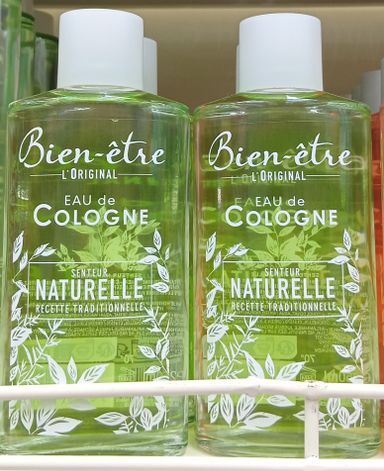 Bien-être
L'ORIGINAL
EAU de
COLOGNE
SENTEUR
NATURELLE
RECETTE TRADITIONNELLE
Bien-être
L'ORIGINAL
EAU de
COLOGNE
SENTEUR
NATURELLE
RECETTE TRADITIONNELLE